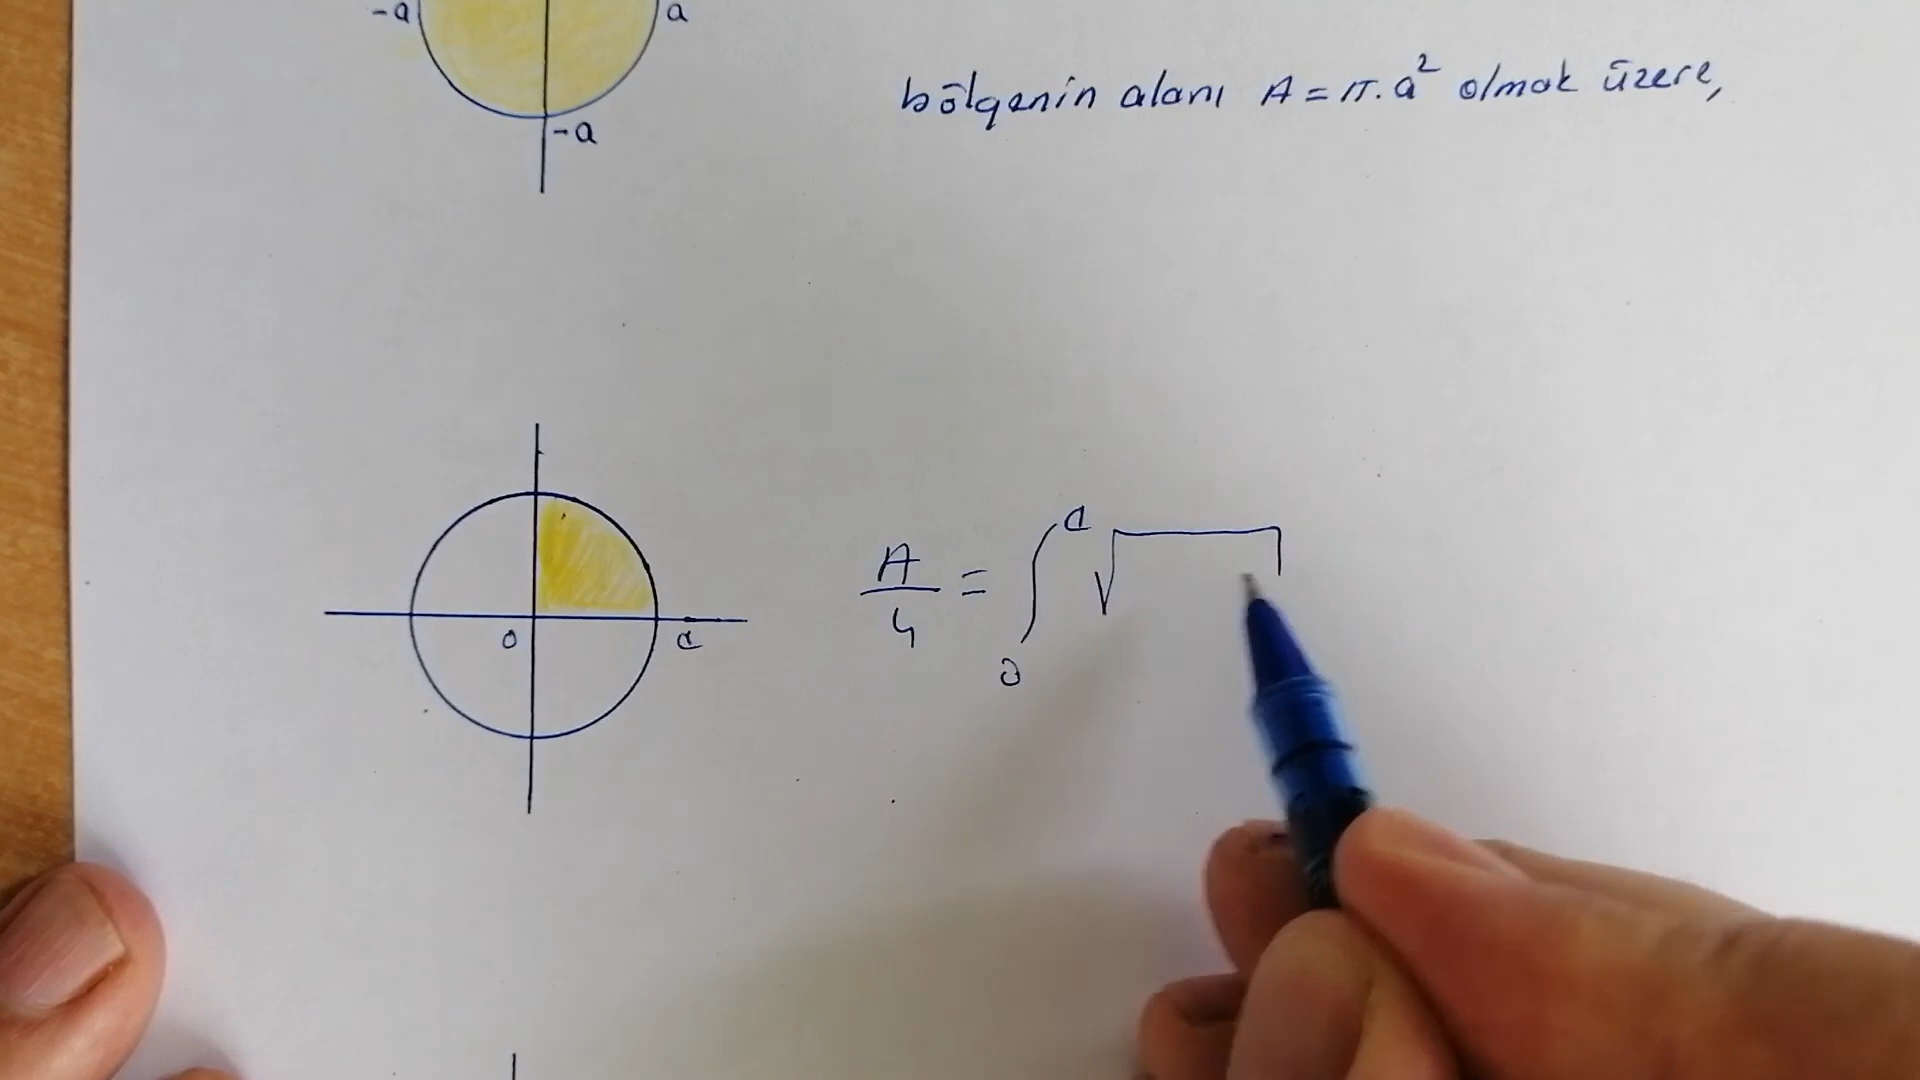 -a a
bölgenin alanı A = π.a² olmak üzere,
-a
A/4 = ∫₀ᵃ √
0 a